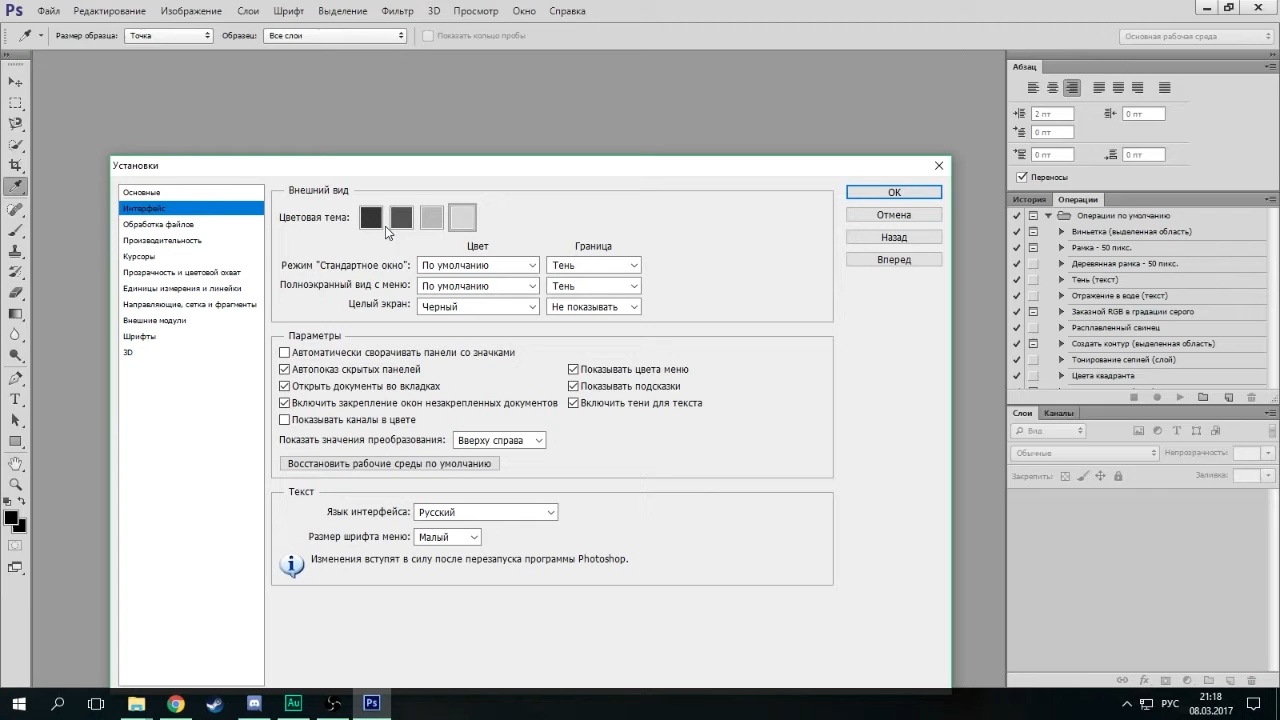 Ps Файл Редактирование Изображение Слои Шрифт Выделение Фильтр 3D Просмотр Окно Справка
Размер образца: Точка Образец: Все слои Показать кольцо пробы Основная рабочая среда
Абзац
2 пт 0 пт
0 пт
0 пт 0 пт
Переносы
История Операции
Операции по умолчанию
Виньетка (выделенная область)
Рамка - 50 пикс.
Деревянная рамка - 50 пикс.
Тень (текст)
Отражение в воде (текст)
Заказной RGB в градации серого
Расплавленный свинец
Создать контур (выделенная область)
Тонирование сепией (слой)
Цвета квадранта
Слои Каналы
Вид
Обычные Непрозрачность:
Закрепить: Заливка:
Установки
Основные
Интерфейс
Обработка файлов
Производительность
Курсоры
Прозрачность и цветовой охват
Единицы измерения и линейки
Направляющие, сетка и фрагменты
Внешние модули
Шрифты
3D
Внешний вид
Цветовая тема:
Цвет Граница
Режим "Стандартное окно": По умолчанию Тень
Полноэкранный вид с меню: По умолчанию Тень
Целый экран: Черный Не показывать
Параметры
Автоматически сворачивать панели со значками
Автопоказ скрытых панелей Показывать цвета меню
Открыть документы во вкладках Показывать подсказки
Включить закрепление окон незакрепленных документов Включить тени для текста
Показывать каналы в цвете
Показать значения преобразования: Вверху справа
Восстановить рабочие среды по умолчанию
Текст
Язык интерфейса: Русский
Размер шрифта меню: Малый
Изменения вступят в силу после перезапуска программы Photoshop.
ОК
Отмена
Назад
Вперед
Au Ps РУС 21:18
08.03.2017